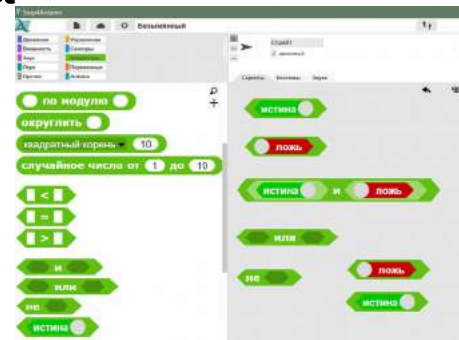 Snap4Arduino
Безымянный
Движение
Управление
Внешность
Сенсоры
Звук
Операторы
Перо
Переменные
Прочее
Arduino
Спрайт
Скрипты Костюмы Звуки
по модулю
округлить
квадратный корень 10
случайное число от 1 до 10
<
=
>
и
или
не
истина
истина
ложь
истина и ложь
или
не
ложь
истина